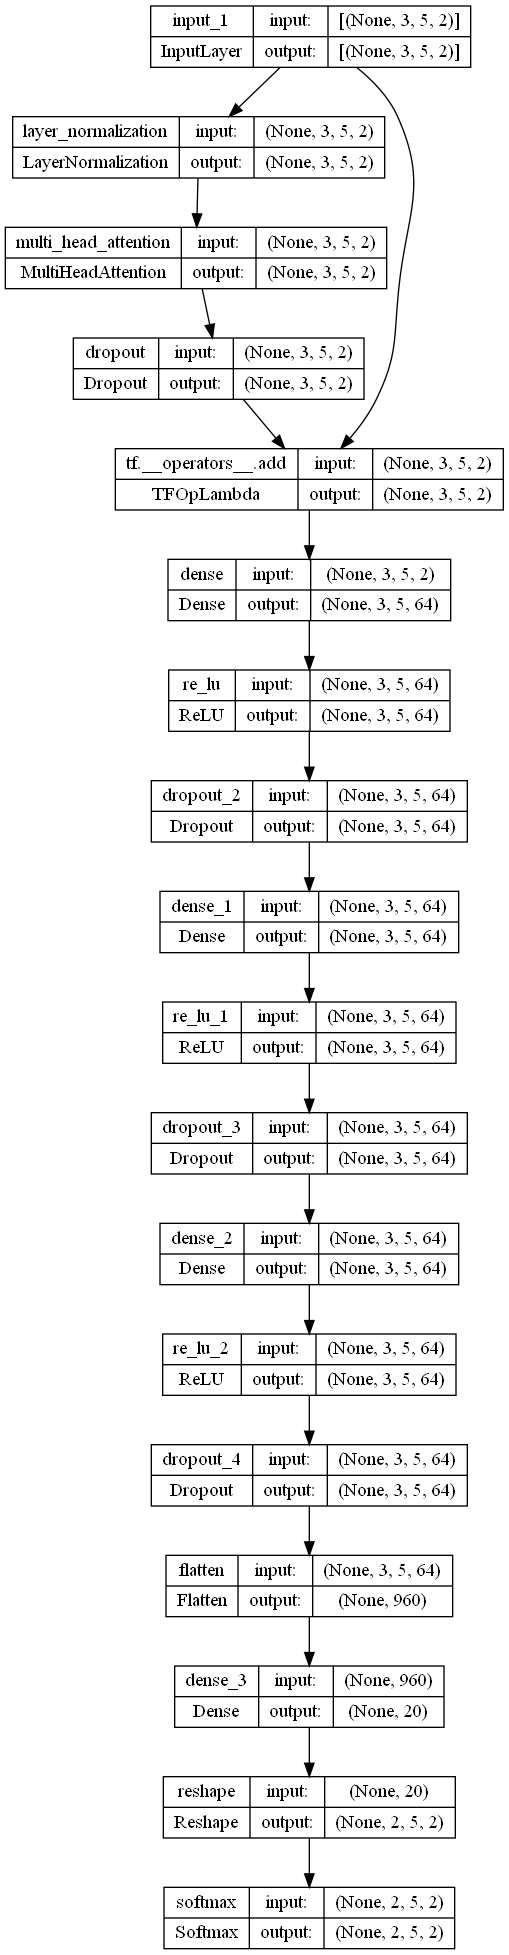 input_1 input: [(None, 3, 5, 2)]
InputLayer output: [(None, 3, 5, 2)]
layer_normalization input: (None, 3, 5, 2)
LayerNormalization output: (None, 3, 5, 2)
multi_head_attention input: (None, 3, 5, 2)
MultiHeadAttention output: (None, 3, 5, 2)
dropout input: (None, 3, 5, 2)
Dropout output: (None, 3, 5, 2)
tf.__operators__.add input: (None, 3, 5, 2)
TFOpLambda output: (None, 3, 5, 2)
dense input: (None, 3, 5, 2)
Dense output: (None, 3, 5, 64)
re_lu input: (None, 3, 5, 64)
ReLU output: (None, 3, 5, 64)
dropout_2 input: (None, 3, 5, 64)
Dropout output: (None, 3, 5, 64)
dense_1 input: (None, 3, 5, 64)
Dense output: (None, 3, 5, 64)
re_lu_1 input: (None, 3, 5, 64)
ReLU output: (None, 3, 5, 64)
dropout_3 input: (None, 3, 5, 64)
Dropout output: (None, 3, 5, 64)
dense_2 input: (None, 3, 5, 64)
Dense output: (None, 3, 5, 64)
re_lu_2 input: (None, 3, 5, 64)
ReLU output: (None, 3, 5, 64)
dropout_4 input: (None, 3, 5, 64)
Dropout output: (None, 3, 5, 64)
flatten input: (None, 3, 5, 64)
Flatten output: (None, 960)
dense_3 input: (None, 960)
Dense output: (None, 20)
reshape input: (None, 20)
Reshape output: (None, 2, 5, 2)
softmax input: (None, 2, 5, 2)
Softmax output: (None, 2, 5, 2)